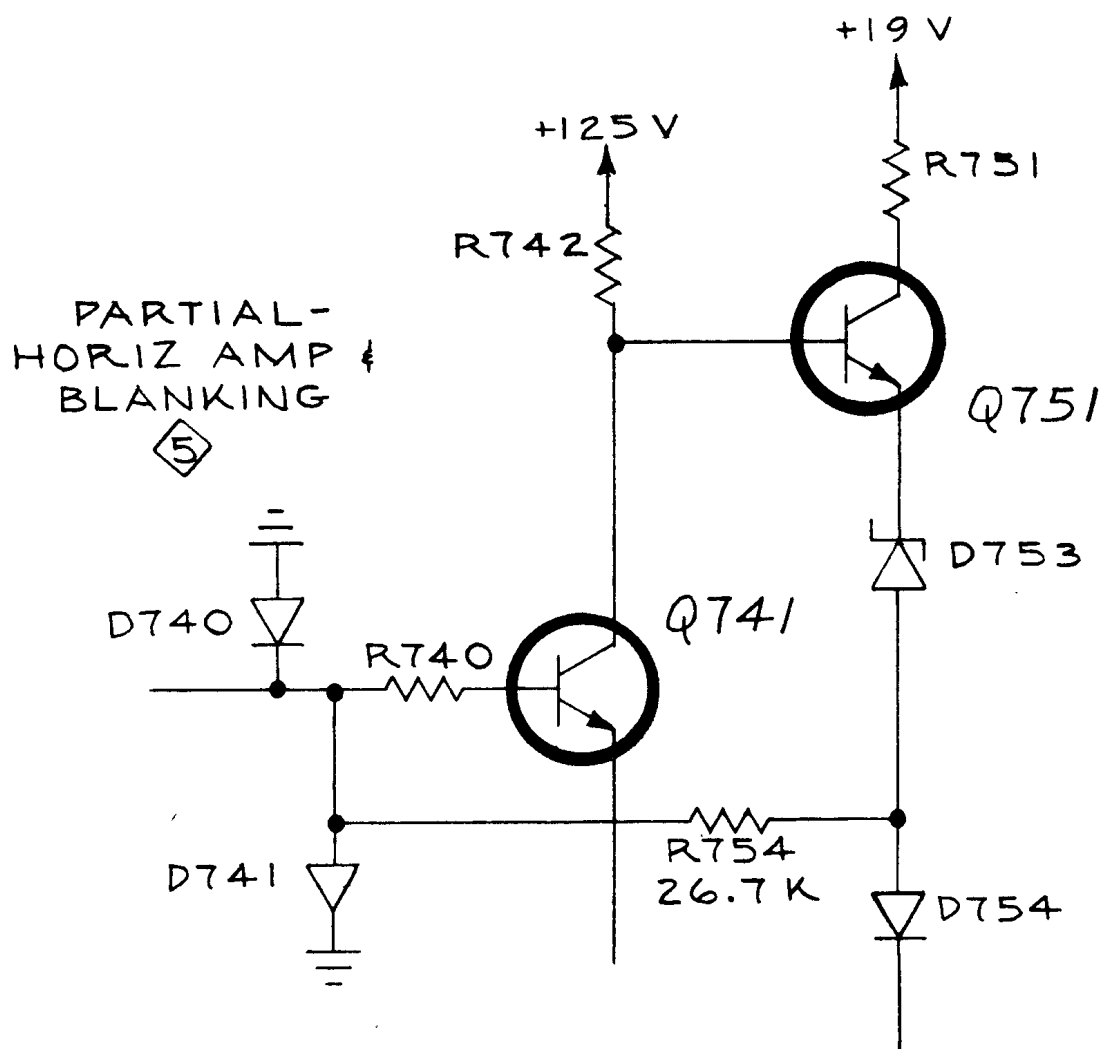 +19 V
+125 V
R751
R742
PARTIAL-
HORIZ AMP &
BLANKING
5
Q751
D753
D740
Q741
R740
R754
26.7 K
D741
D754